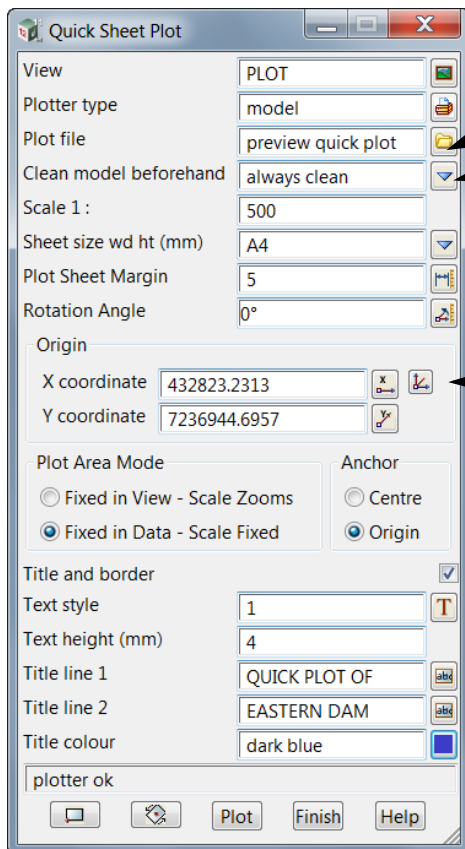 Quick Sheet Plot
View PLOT
Plotter type model
Plot file preview quick plot
Clean model beforehand always clean
Scale 1 : 500
Sheet size wd ht (mm) A4
Plot Sheet Margin 5
Rotation Angle 0°
Origin
X coordinate 432823.2313
Y coordinate 7236944.6957
Plot Area Mode Anchor
Fixed in View - Scale Zooms Centre
Fixed in Data - Scale Fixed Origin
Title and border
Text style 1 T
Text height (mm) 4
Title line 1 QUICK PLOT OF abc
Title line 2 EASTERN DAM abc
Title colour dark blue
plotter ok
Plot Finish Help